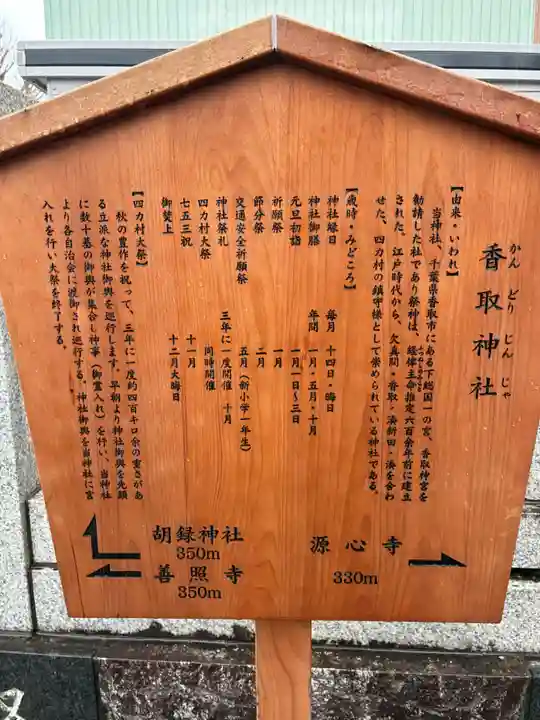 香取神社
かんどりじんじゃ
【由来・いわれ】
当神社、千葉県香取市にある下総国一の宮、香取神宮を
勧請した社であり祭神は、経律主命推定六百余年前に建立
された、江戸時代から、欠真間・香取・湊新田・湊を合わ
せた、四カ村の鎮守様として崇められている神社である。
【歳時・みどころ】
神社縁日 毎月 十四日・晦日
神社御膳 年間 一月・五月・十月
元旦初詣 一月一日〜三日
祈願祭 一月
節分祭 二月
交通安全祈願祭 五月（新小学一年生）
神社祭礼 三年に一度開催 十月
四カ村大祭 同時開催
七五三祝 十一月
御焚上 十二月大晦日
【四カ村大祭】
秋の豊作を祝って、三年に一度約四百キロ余の重さがあ
る立派な神社御輿を巡行します。早朝より神社御輿を先頭
に数十基の御輿が集合し神事（御霊入れ）を行い、当神社
より各自治会に渡御され巡行する。神社御輿を当神社に宮
入れを行い大祭を終了する。
胡録神社
350m
善照寺
350m
源心寺
330m